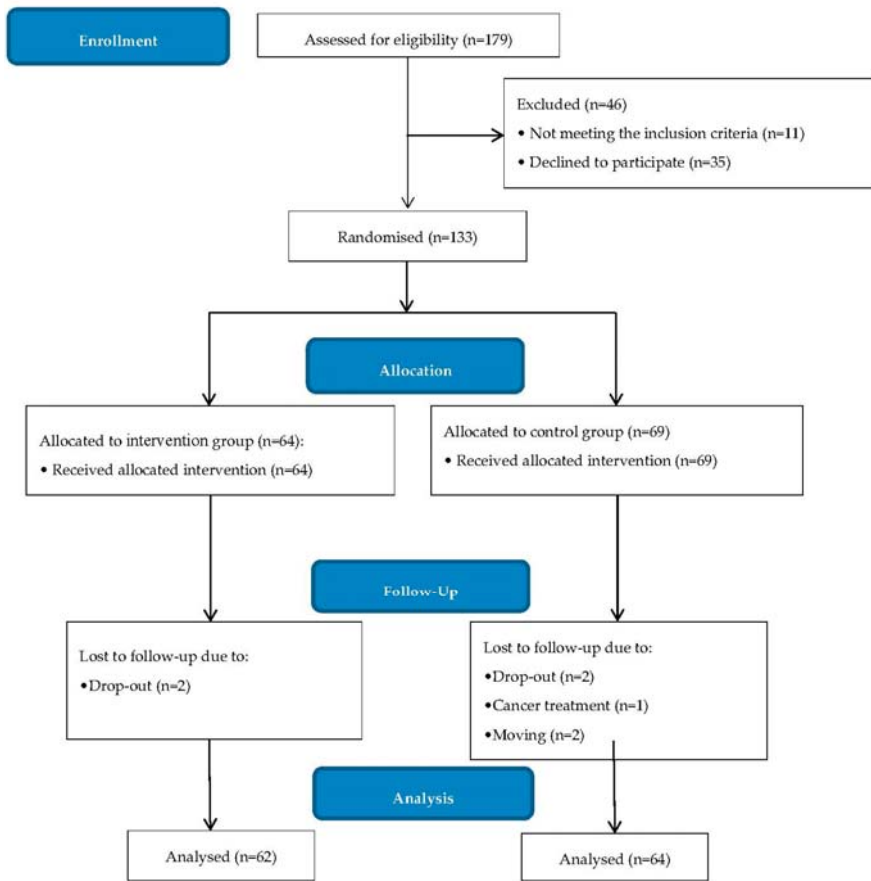 Enrollment
Assessed for eligibility (n=179)
Excluded (n=46)
• Not meeting the inclusion criteria (n=11)
• Declined to participate (n=35)
Randomised (n=133)
Allocation
Allocated to intervention group (n=64):
• Received allocated intervention (n=64)
Allocated to control group (n=69)
• Received allocated intervention (n=69)
Follow-Up
Lost to follow-up due to:
•Drop-out (n=2)
Lost to follow-up due to:
•Drop-out (n=2)
•Cancer treatment (n=1)
•Moving (n=2)
Analysis
Analysed (n=62)
Analysed (n=64)